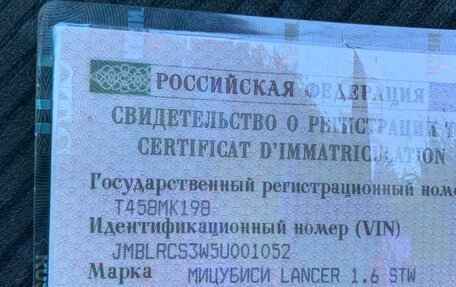 РОССИЙСКАЯ ФЕДЕРАЦИЯ
СВИДЕТЕЛЬСТВО О РЕГИСТРАЦИИ Т
CERTIFICAT D'IMMATRICULATION
Государственный регистрационный номе
Т458МК198
Идентификационный номер (VIN)
JMBLRCS3W5U001052
Марка МИЦУБИСИ LANCER 1.6 STW